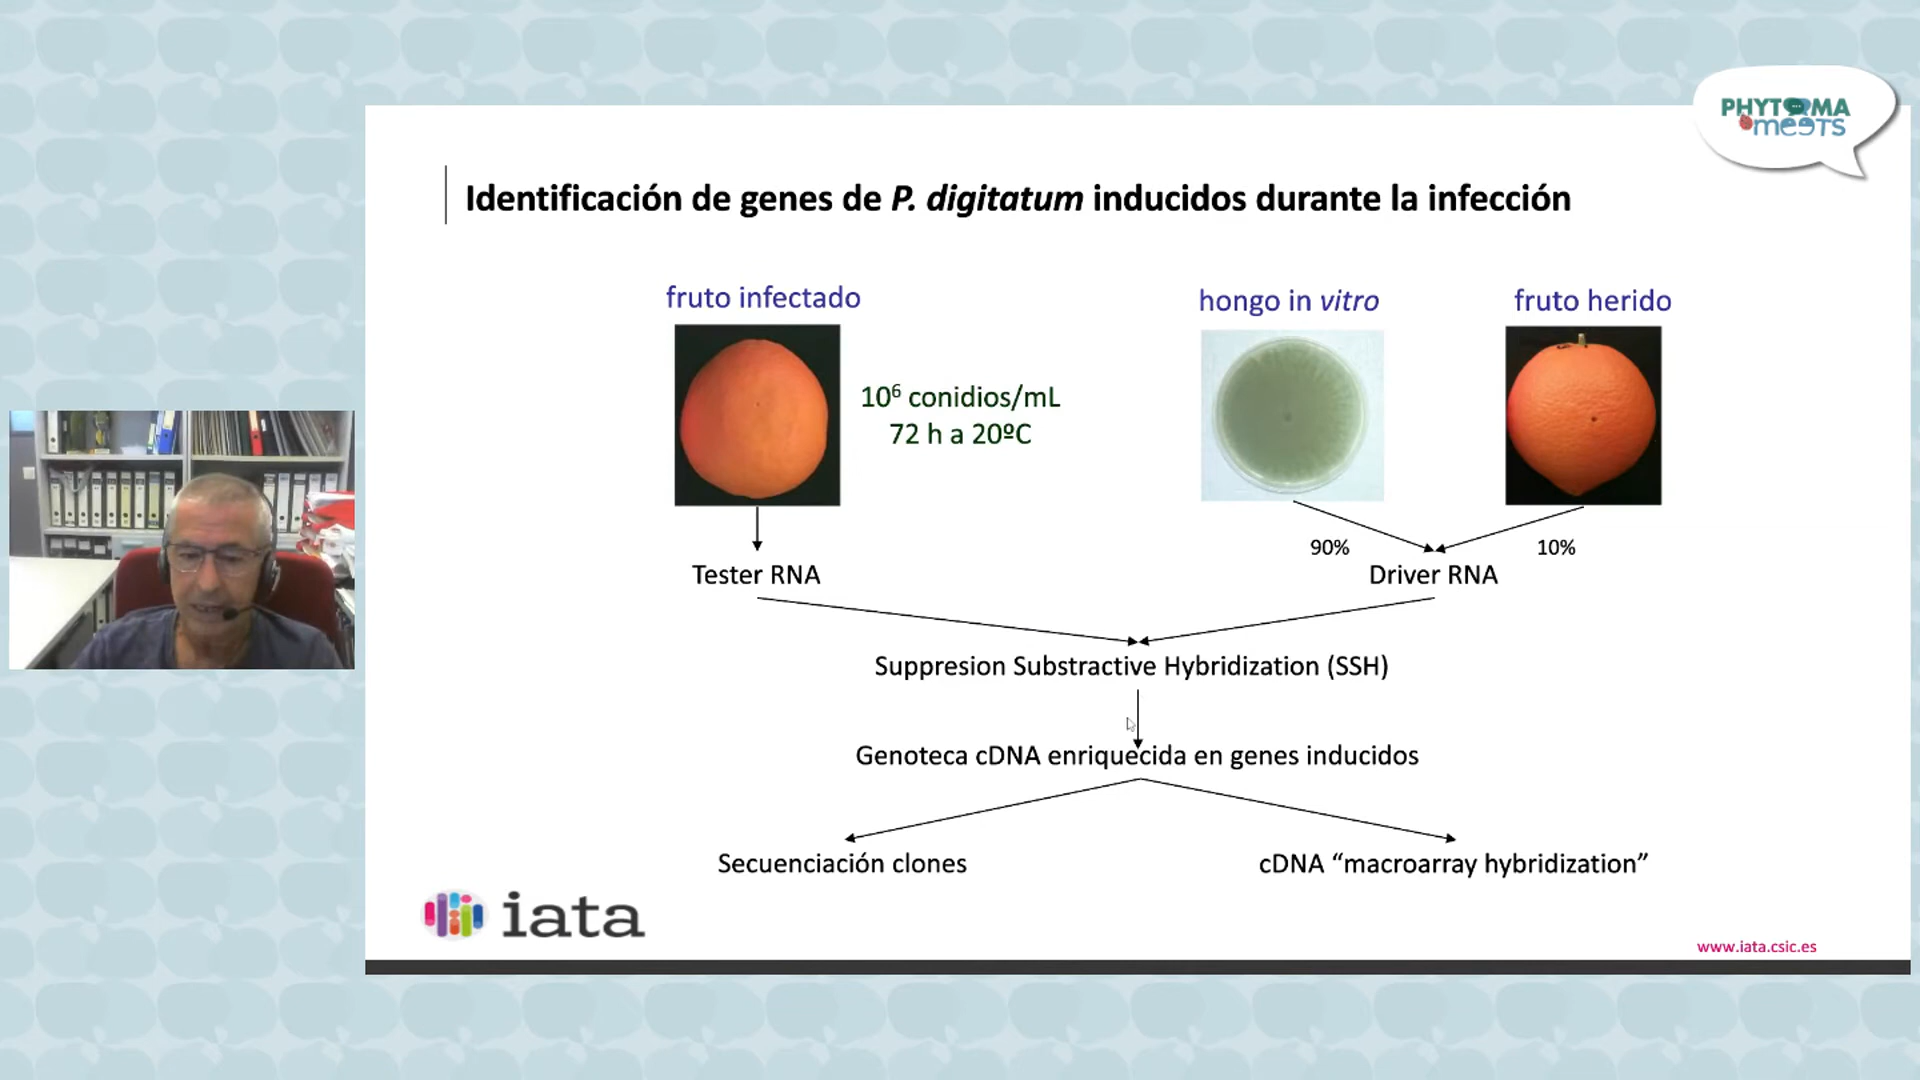 PHYTOMA
meeTS
Identificación de genes de P. digitatum inducidos durante la infección
fruto infectado
hongo in vitro
fruto herido
10⁶ conidios/mL
72 h a 20ºC
90%
10%
Tester RNA
Driver RNA
Suppresion Substractive Hybridization (SSH)
Genoteca cDNA enriquecida en genes inducidos
Secuenciación clones
cDNA “macroarray hybridization”
iata
www.iata.csic.es